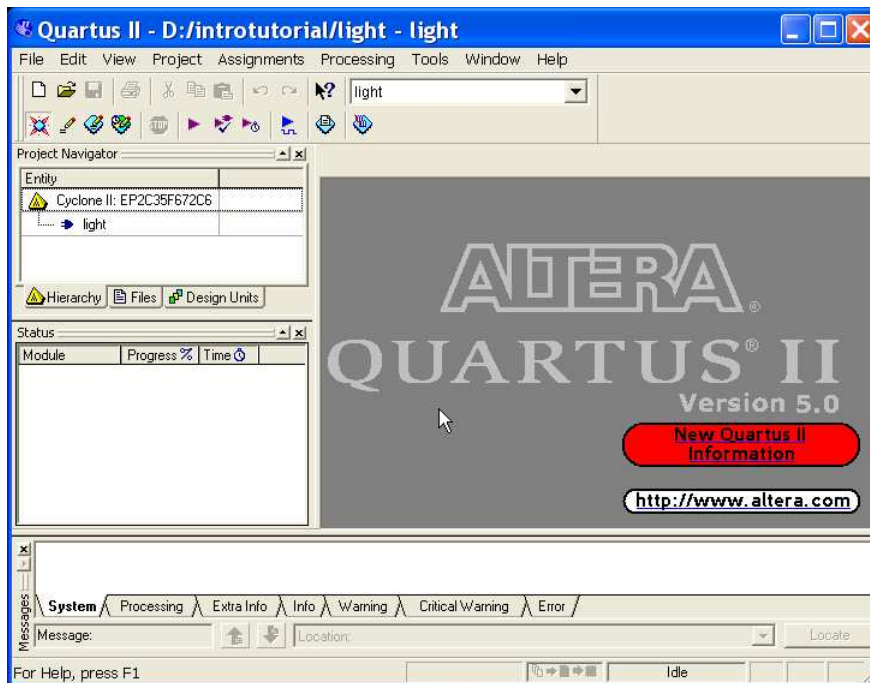 Quartus II - D:/introtutorial/light - light
File Edit View Project Assignments Processing Tools Window Help
light
STOP
Project Navigator
Entity
Cyclone II: EP2C35F672C6
light
Hierarchy Files Design Units
Status
Module Progress % Time
ALTERA®
QUARTUS® II
Version 5.0
New Quartus II
Information
http://www.altera.com
Messages
System Processing Extra Info Info Warning Critical Warning Error
Message: Location: Locate
For Help, press F1 Idle